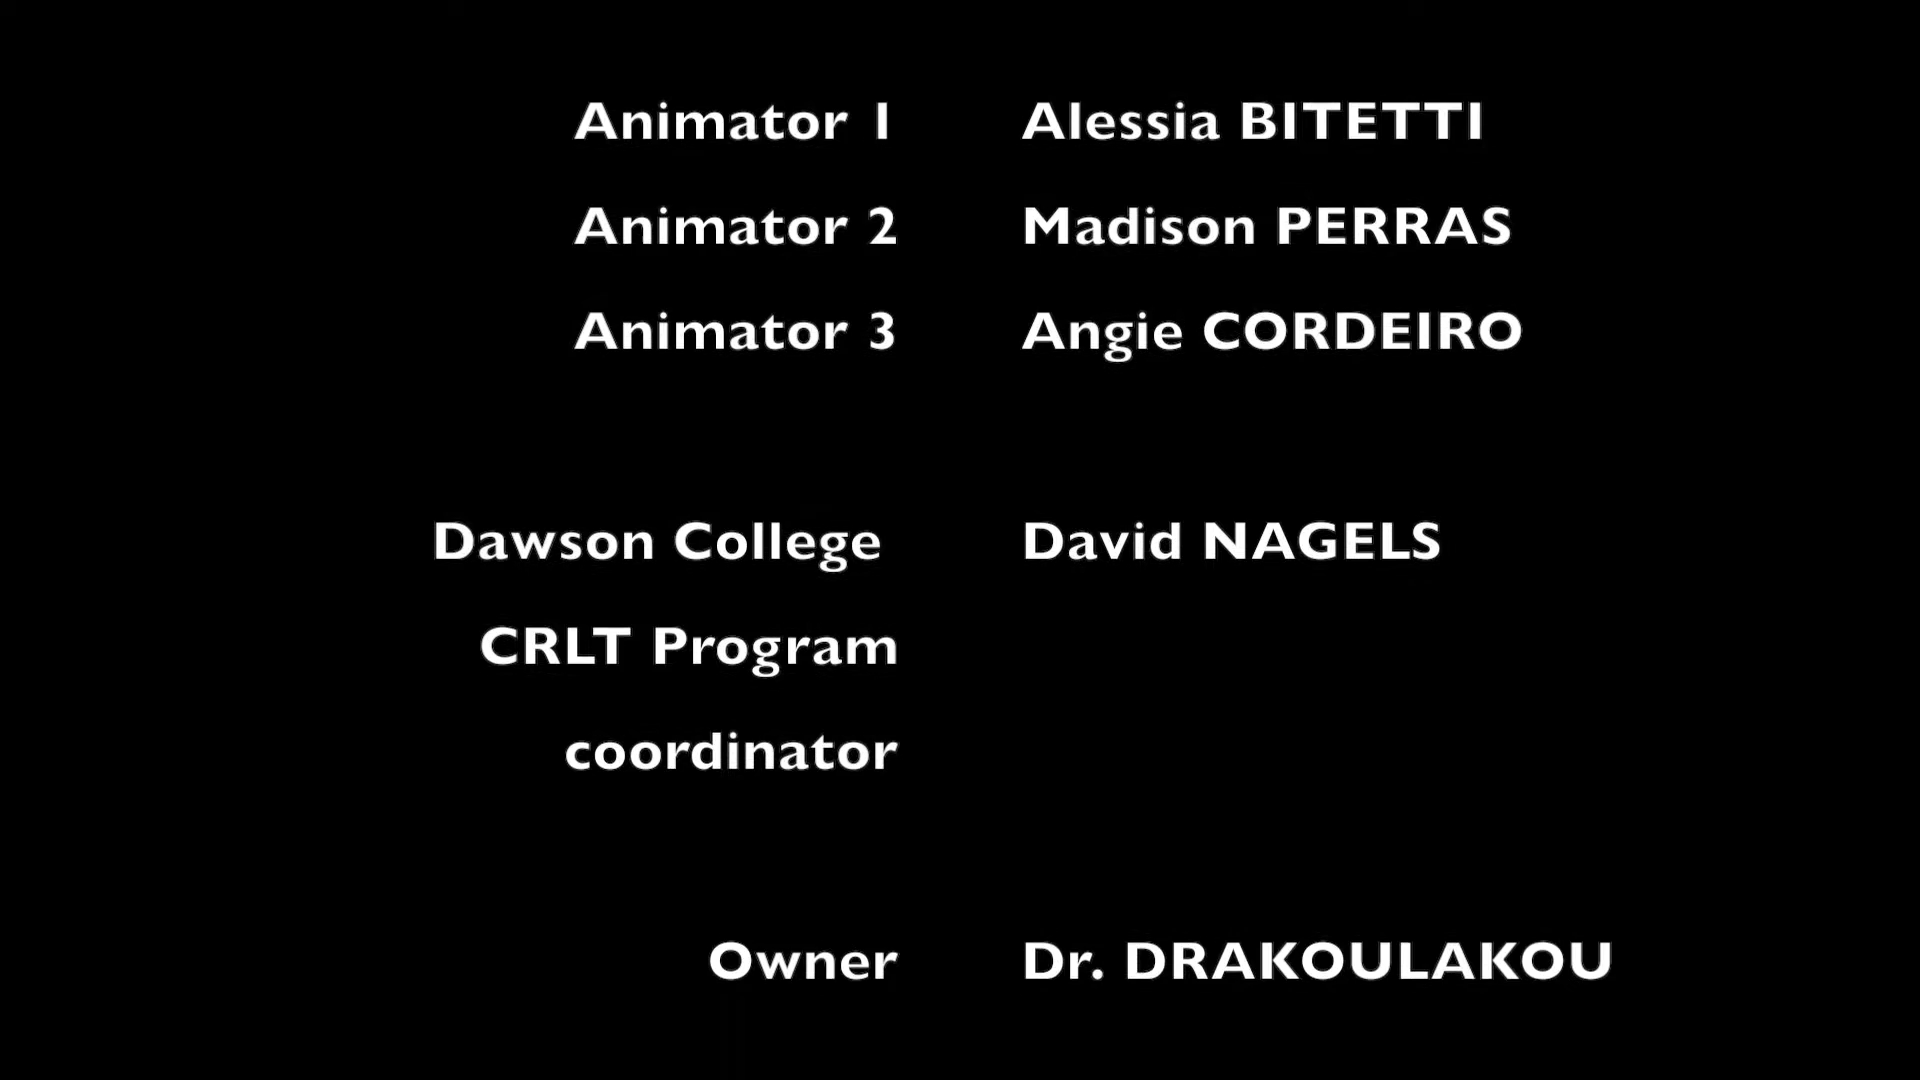 Animator 1 Alessia BITETTI
Animator 2 Madison PERRAS
Animator 3 Angie CORDEIRO
Dawson College David NAGELS
CRLT Program
coordinator
Owner Dr. DRAKOULAKOU